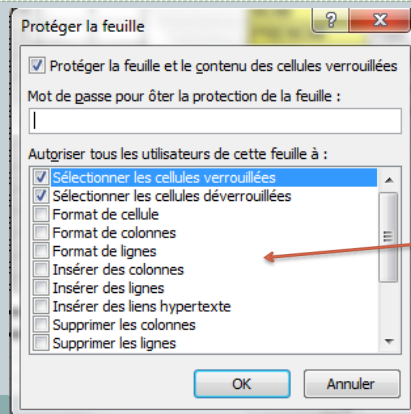 Protéger la feuille
Protéger la feuille et le contenu des cellules verrouillées
Mot de passe pour ôter la protection de la feuille :
Autoriser tous les utilisateurs de cette feuille à :
Sélectionner les cellules verrouillées
Sélectionner les cellules déverrouillées
Format de cellule
Format de colonnes
Format de lignes
Insérer des colonnes
Insérer des lignes
Insérer des liens hypertexte
Supprimer les colonnes
Supprimer les lignes
OK Annuler